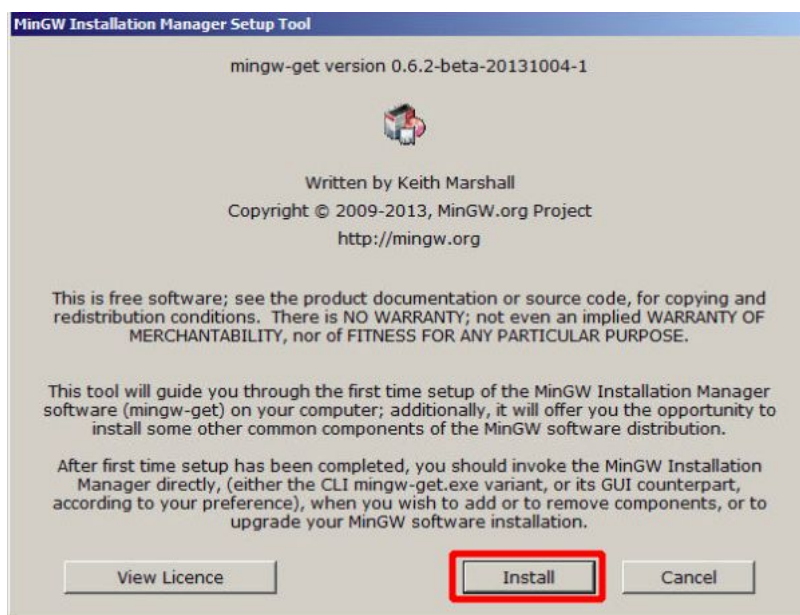 MinGW Installation Manager Setup Tool
mingw-get version 0.6.2-beta-20131004-1
Written by Keith Marshall
Copyright © 2009-2013, MinGW.org Project
http://mingw.org
This is free software; see the product documentation or source code, for copying and
redistribution conditions. There is NO WARRANTY; not even an implied WARRANTY OF
MERCHANTABILITY, nor of FITNESS FOR ANY PARTICULAR PURPOSE.
This tool will guide you through the first time setup of the MinGW Installation Manager
software (mingw-get) on your computer; additionally, it will offer you the opportunity to
install some other common components of the MinGW software distribution.
After first time setup has been completed, you should invoke the MinGW Installation
Manager directly, (either the CLI mingw-get.exe variant, or its GUI counterpart,
according to your preference), when you wish to add or to remove components, or to
upgrade your MinGW software installation.
View Licence Install Cancel